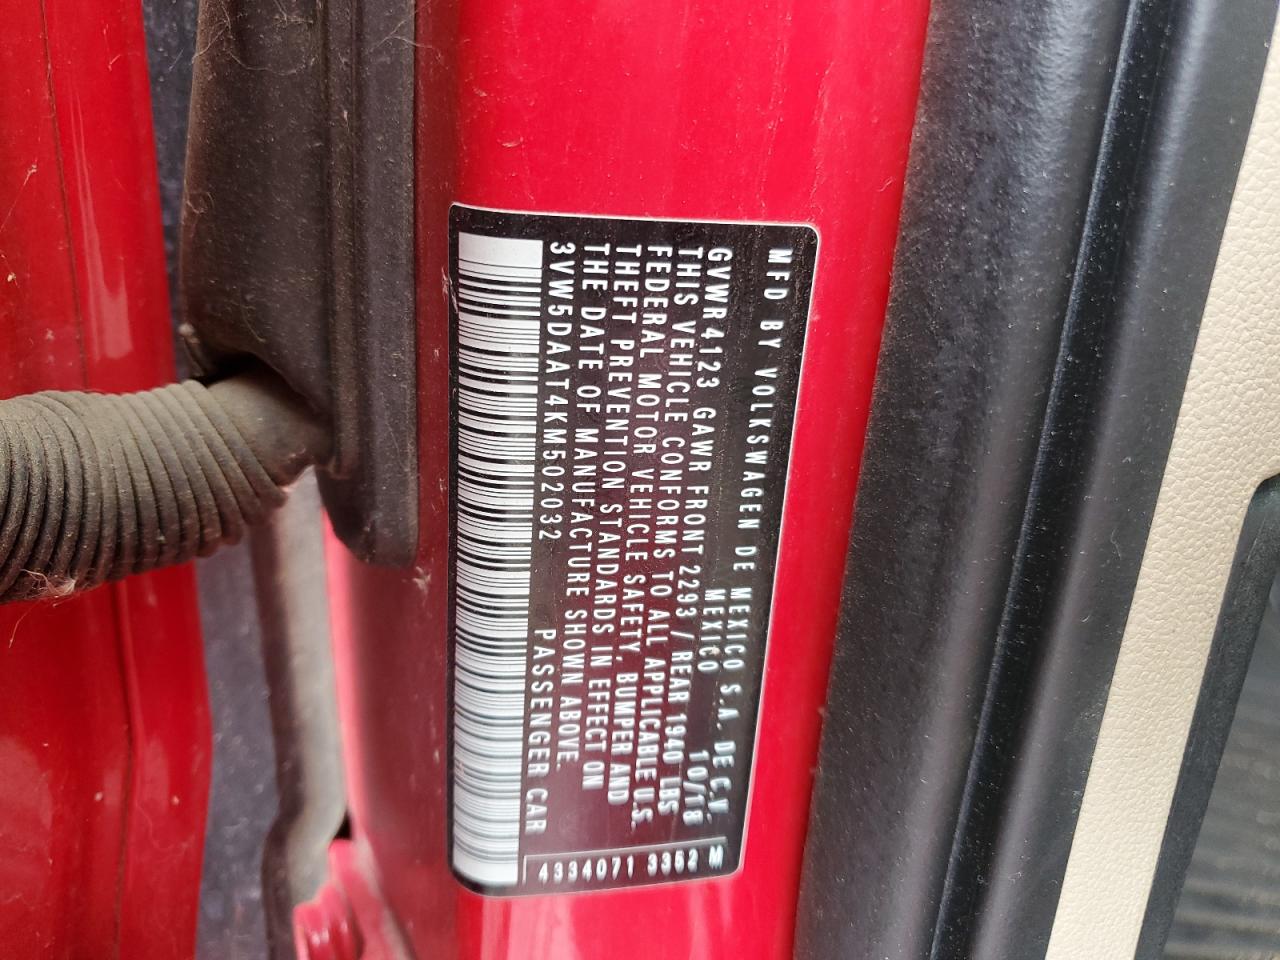 MFD BY VOLKSWAGEN DE MEXICO S.A. DE C.V.
MEXICO 10/18
GVWR 4123 GAWR FRONT 2293 / REAR 1940 LBS
THIS VEHICLE CONFORMS TO ALL APPLICABLE U.S.
FEDERAL MOTOR VEHICLE SAFETY, BUMPER AND
THEFT PREVENTION STANDARDS IN EFFECT ON
THE DATE OF MANUFACTURE SHOWN ABOVE.
3VW5DAAT4KM502032 PASSENGER CAR
4334071 3352 M